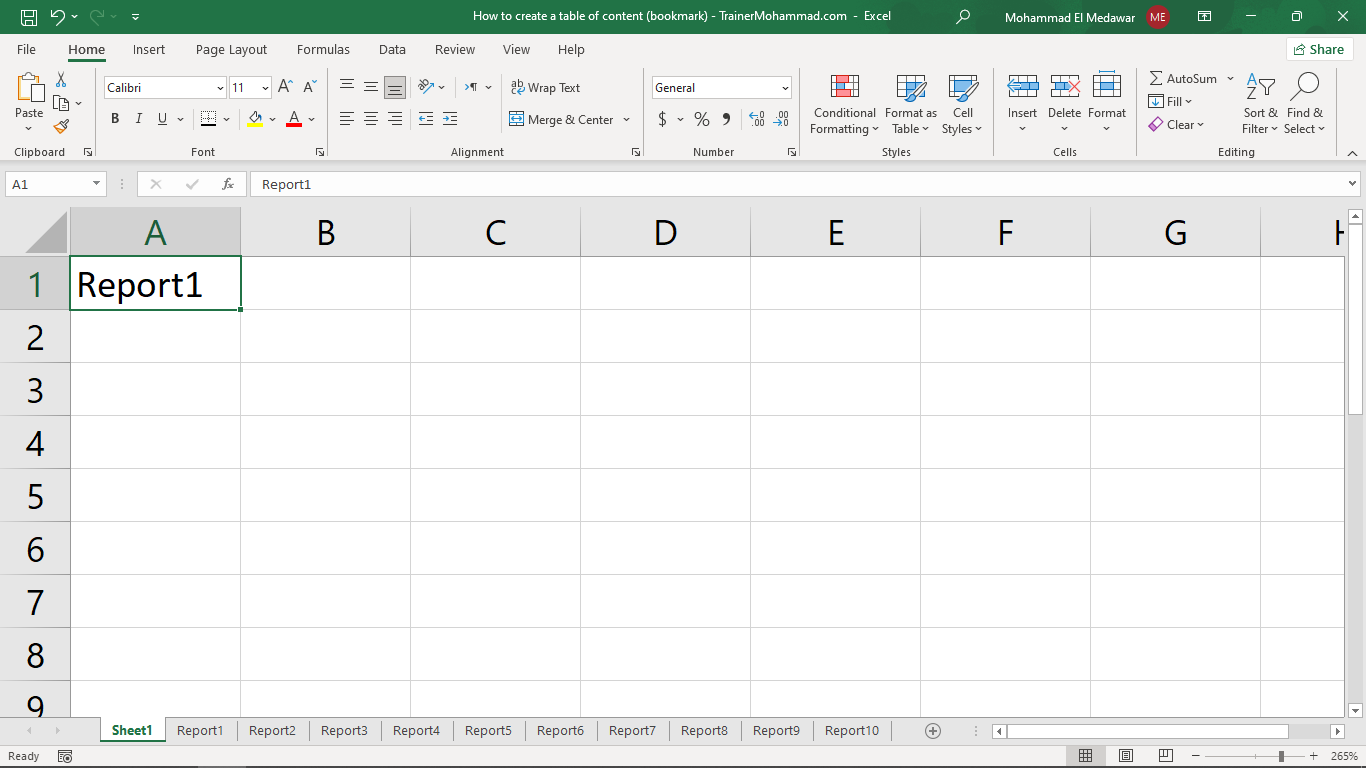 How to create a table of content (bookmark) - TrainerMohammad.com - Excel
Mohammad El Medawar ME
File Home Insert Page Layout Formulas Data Review View Help
Share
Paste
Clipboard
Calibri 11
B I U A
Font
Wrap Text
Merge & Center
Alignment
General
$ % 9
Number
Conditional Formatting
Format as Table
Cell Styles
Styles
Insert Delete Format
Cells
AutoSum
Fill
Clear
Sort & Filter
Find & Select
Editing
A1 fx Report1
A B C D E F G
1 Report1
2
3
4
5
6
7
8
9
Sheet1 Report1 Report2 Report3 Report4 Report5 Report6 Report7 Report8 Report9 Report10
Ready 265%